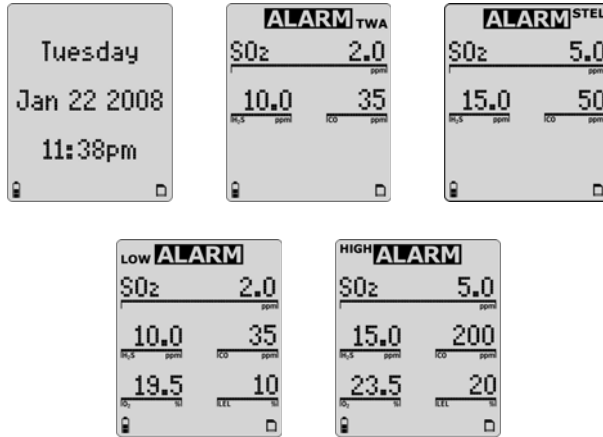 Tuesday
Jan 22 2008
11:38pm
ALARM TWA
SO2 2.0
ppm
10.0 35
H2S ppm CO ppm
ALARM STEL
SO2 5.0
ppm
15.0 50
H2S ppm CO ppm
LOW ALARM
SO2 2.0
ppm
10.0 35
H2S ppm CO ppm
19.5 10
O2 % LEL %
HIGH ALARM
SO2 5.0
ppm
15.0 200
H2S ppm CO ppm
23.5 20
O2 % LEL %